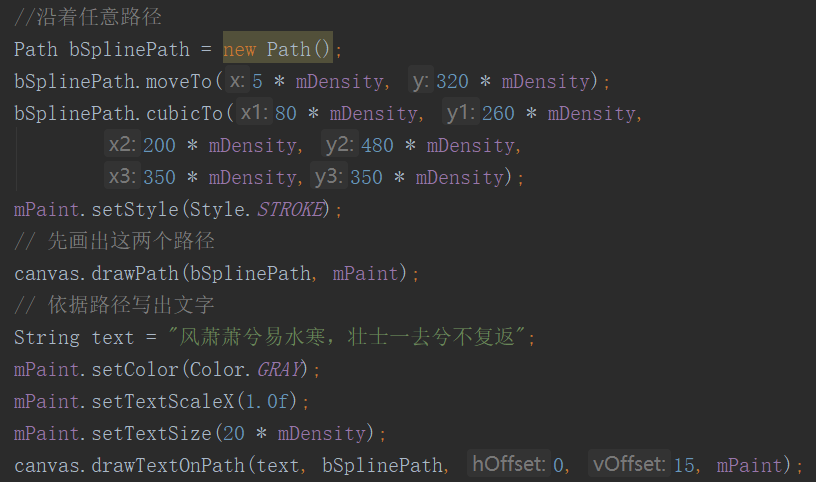 //沿着任意路径
Path bSplinePath = new Path();
bSplinePath.moveTo( x: 5 * mDensity, y: 320 * mDensity);
bSplinePath.cubicTo( x1: 80 * mDensity, y1: 260 * mDensity,
x2: 200 * mDensity, y2: 480 * mDensity,
x3: 350 * mDensity, y3: 350 * mDensity);
mPaint.setStyle(Style.STROKE);
// 先画出这两个路径
canvas.drawPath(bSplinePath, mPaint);
// 依据路径写出文字
String text = "风萧萧兮易水寒，壮士一去兮不复返";
mPaint.setColor(Color.GRAY);
mPaint.setTextScaleX(1.0f);
mPaint.setTextSize(20 * mDensity);
canvas.drawTextOnPath(text, bSplinePath, hOffset: 0, vOffset: 15, mPaint);